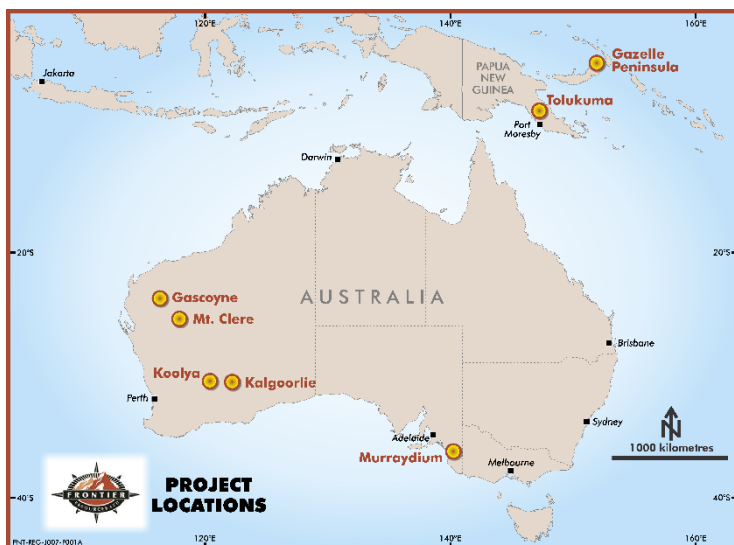 120°E
140°E
160°E
Jakarta
PAPUA
NEW
GUINEA
Gazelle
Peninsula
Tolukuma
Port
Moresby
Darwin
20°S
20°S
Gascoyne
AUSTRALIA
Mt. Clere
Brisbane
Koolya
Kalgoorlie
Perth
Sydney
N
Adelaide
1000 kilometres
Murraydium
Melbourne
FRONTIER
PROJECT
LOCATIONS
40°S
40°S
120°E
140°E
160°E